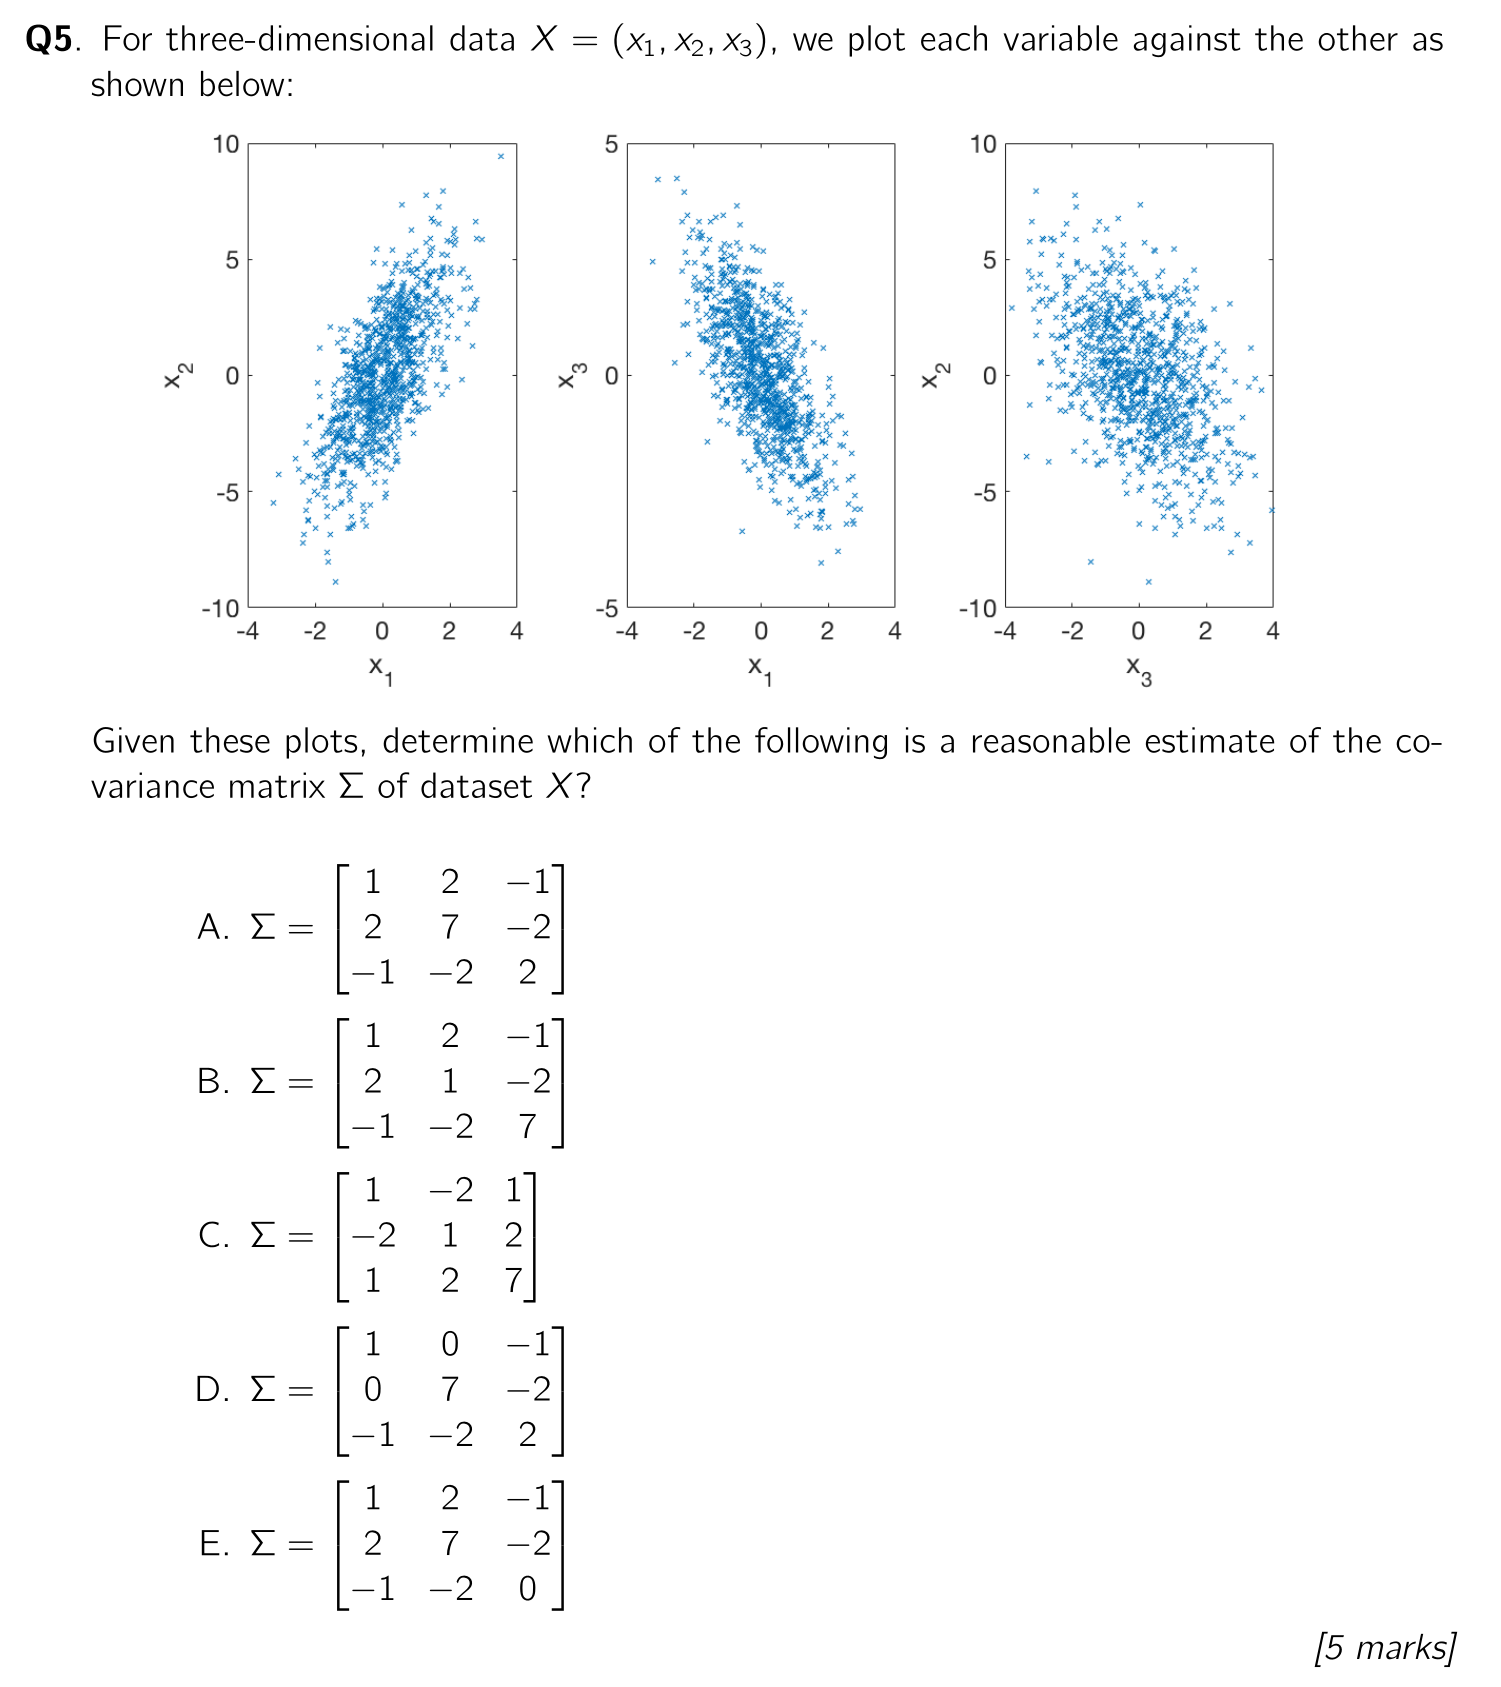 Q5. For three-dimensional data X = (x₁, x₂, x₃), we plot each variable against the other as
shown below:
10
5
0
-5
-10
x₂
-4 -2 0 2 4
x₁
5
0
-5
x₃
-4 -2 0 2 4
x₁
10
5
0
-5
-10
x₂
-4 -2 0 2 4
x₃
Given these plots, determine which of the following is a reasonable estimate of the co-
variance matrix Σ of dataset X?
1 2 −1
A. Σ = 2 7 −2
−1 −2 2
1 2 −1
B. Σ = 2 1 −2
−1 −2 7
1 −2 1
C. Σ = −2 1 2
1 2 7
1 0 −1
D. Σ = 0 7 −2
−1 −2 2
1 2 −1
E. Σ = 2 7 −2
−1 −2 0
[5 marks]